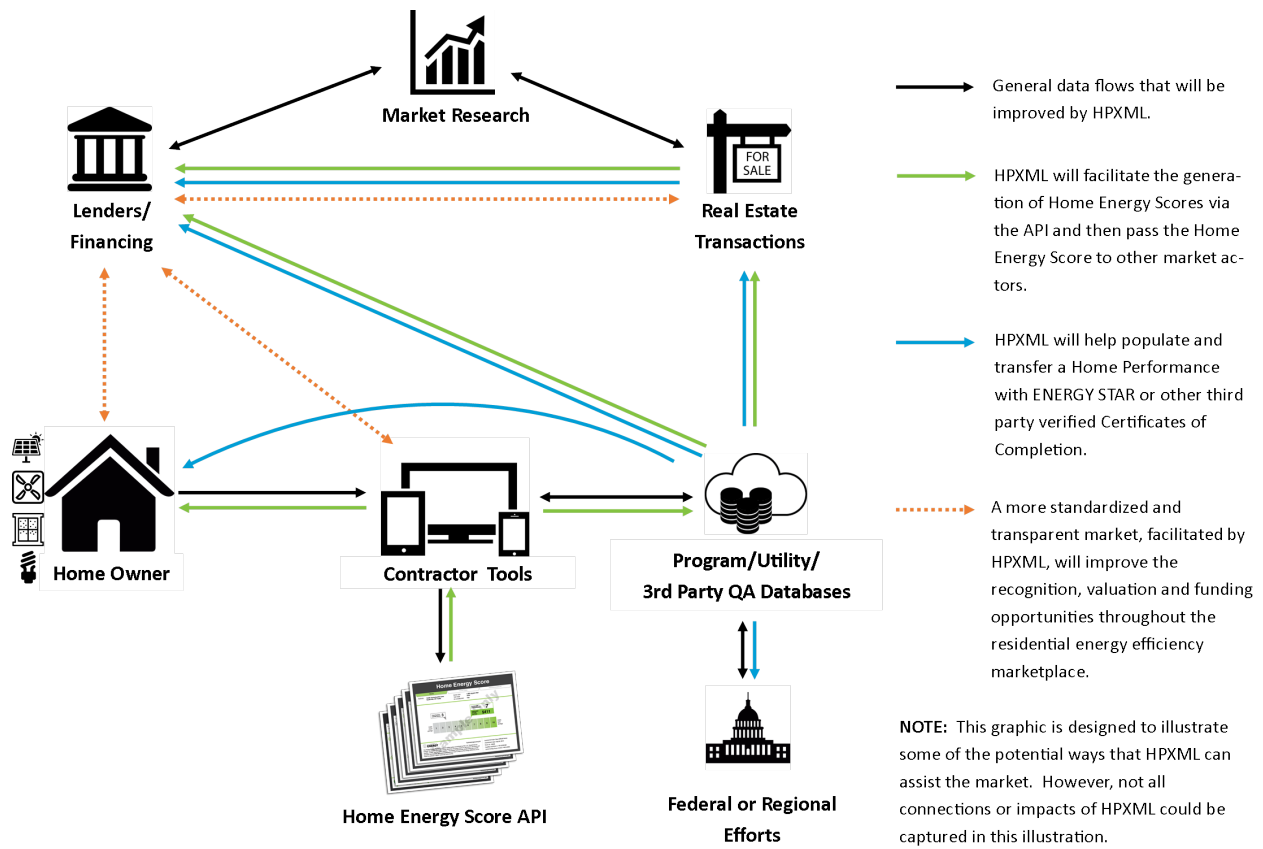 Market Research
FOR
SALE
Lenders/
Financing
Real Estate
Transactions
Home Owner
Contractor Tools
Program/Utility/
3rd Party QA Databases
Home Energy Score
Home Energy Score API
Federal or Regional
Efforts
General data flows that will be
improved by HPXML.
HPXML will facilitate the genera-
tion of Home Energy Scores via
the API and then pass the Home
Energy Score to other market ac-
tors.
HPXML will help populate and
transfer a Home Performance
with ENERGY STAR or other third
party verified Certificates of
Completion.
A more standardized and
transparent market, facilitated by
HPXML, will improve the
recognition, valuation and funding
opportunities throughout the
residential energy efficiency
marketplace.
NOTE: This graphic is designed to illustrate
some of the potential ways that HPXML can
assist the market. However, not all
connections or impacts of HPXML could be
captured in this illustration.